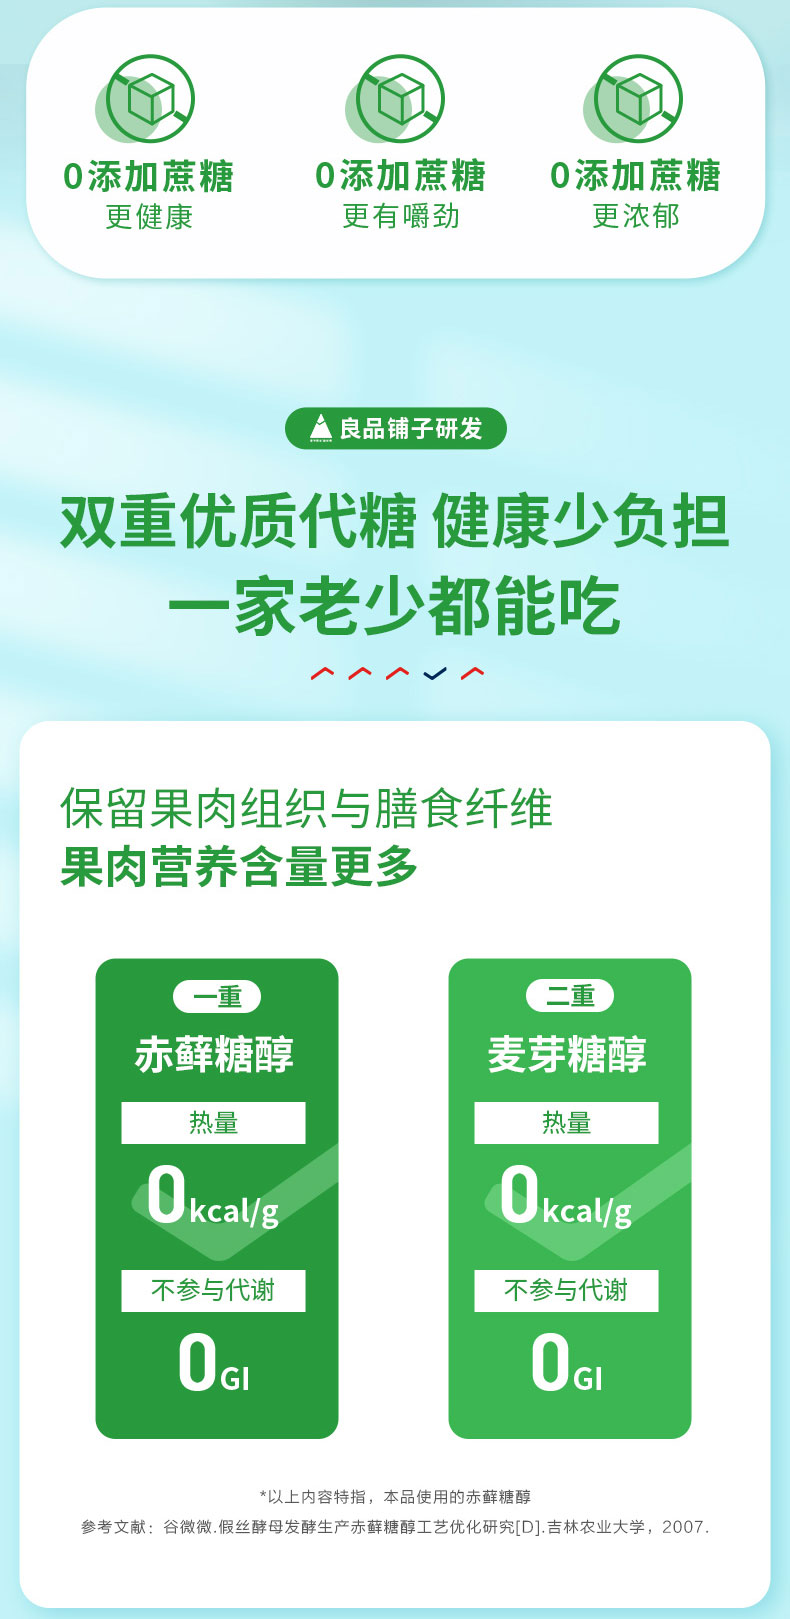 0添加蔗糖
更健康
0添加蔗糖
更有嚼劲
0添加蔗糖
更浓郁
良品铺子研发
双重优质代糖 健康少负担
一家老少都能吃
保留果肉组织与膳食纤维
果肉营养含量更多
一重
赤藓糖醇
热量
0kcal/g
不参与代谢
0GI
二重
麦芽糖醇
热量
0kcal/g
不参与代谢
0GI
*以上内容特指，本品使用的赤藓糖醇
参考文献：谷微微.假丝酵母发酵生产赤藓糖醇工艺优化研究[D].吉林农业大学，2007.